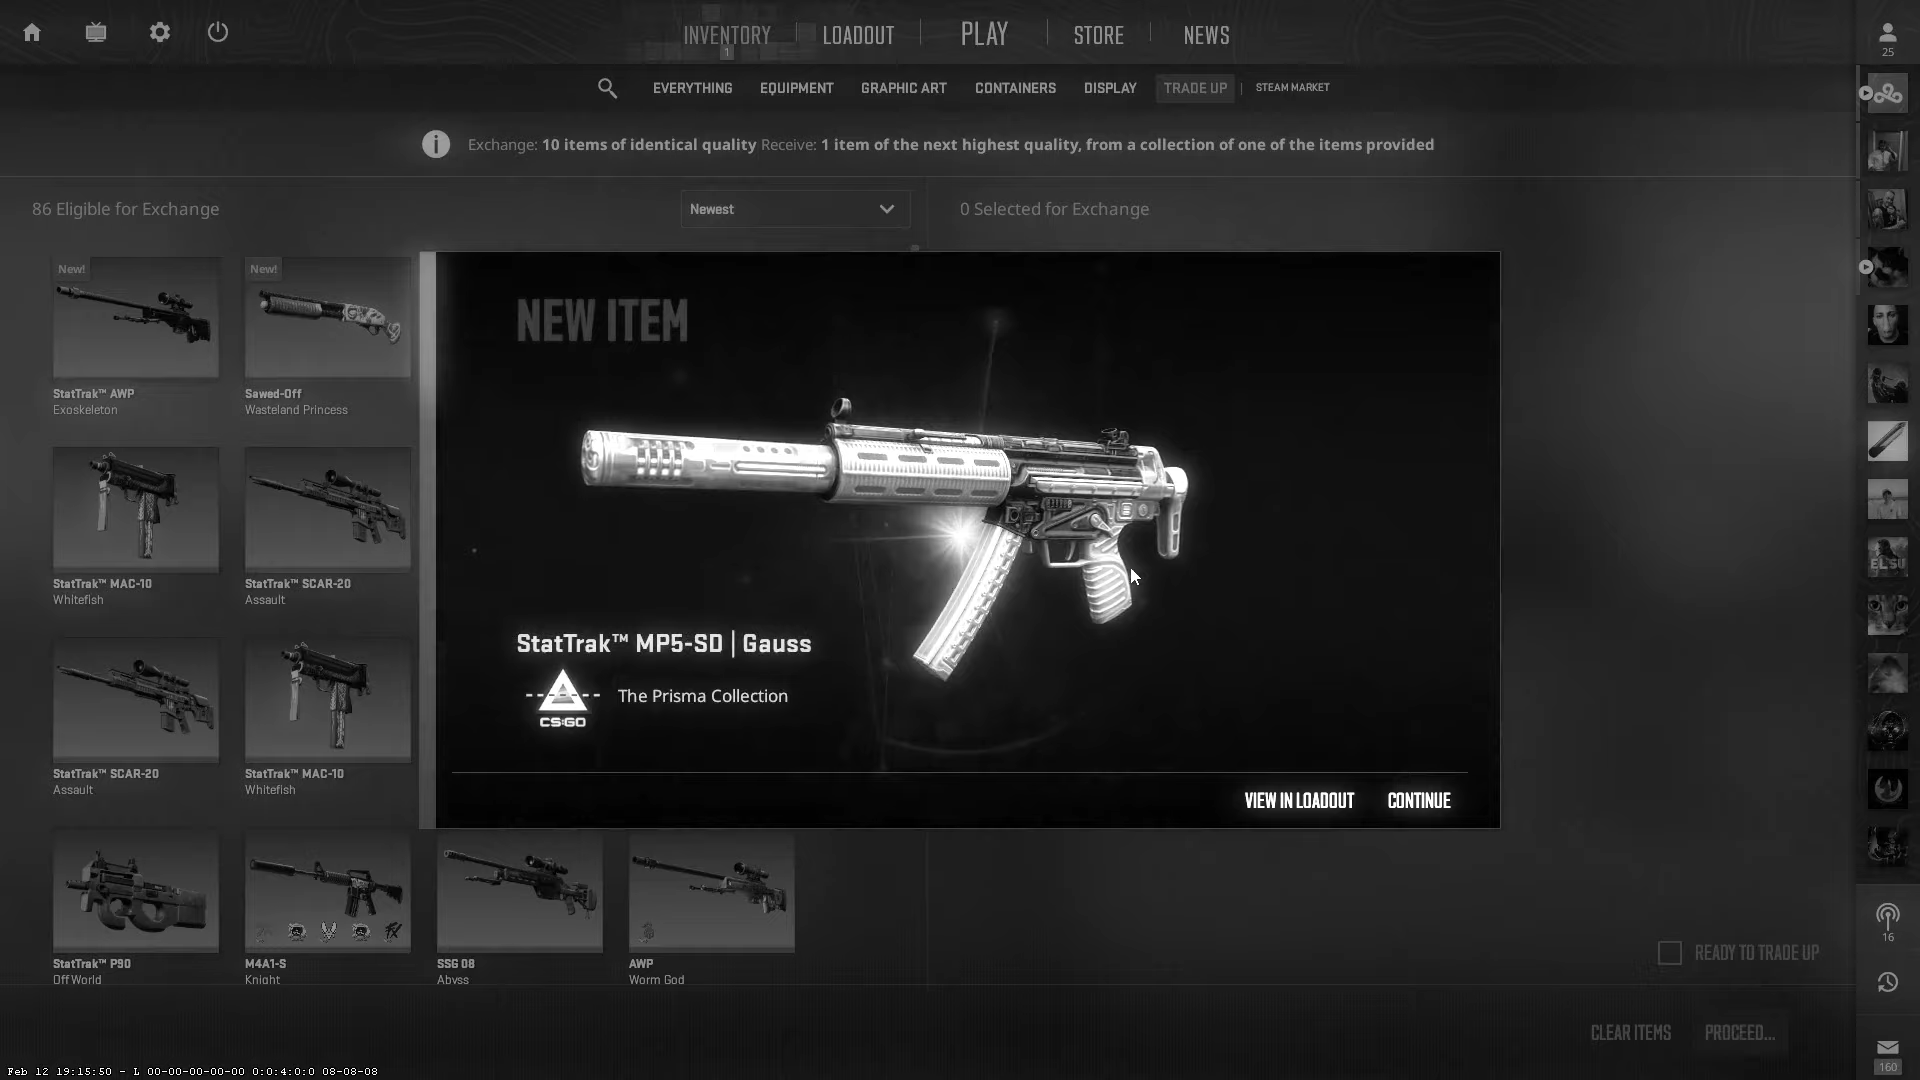 INVENTORY
1
LOADOUT
PLAY
STORE
NEWS
25
EVERYTHING
EQUIPMENT
GRAPHIC ART
CONTAINERS
DISPLAY
TRADE UP
STEAM MARKET
Exchange: 10 items of identical quality Receive: 1 item of the next highest quality, from a collection of one of the items provided
86 Eligible for Exchange
Newest
0 Selected for Exchange
New!
New!
StatTrak™ AWP
Exoskeleton
Sawed-Off
Wasteland Princess
StatTrak™ MAC-10
Whitefish
StatTrak™ SCAR-20
Assault
StatTrak™ SCAR-20
Assault
StatTrak™ MAC-10
Whitefish
NEW ITEM
StatTrak™ MP5-SD | Gauss
CS:GO
The Prisma Collection
VIEW IN LOADOUT
CONTINUE
StatTrak™ P90
Off World
M4A1-S
Knight
SSG 08
Abyss
AWP
Worm God
ELSU
16
READY TO TRADE UP
CLEAR ITEMS
PROCEED...
160
Feb 12 19:15:50 - L 00-00-00-00-00 0:0:4:0:0 08-08-08